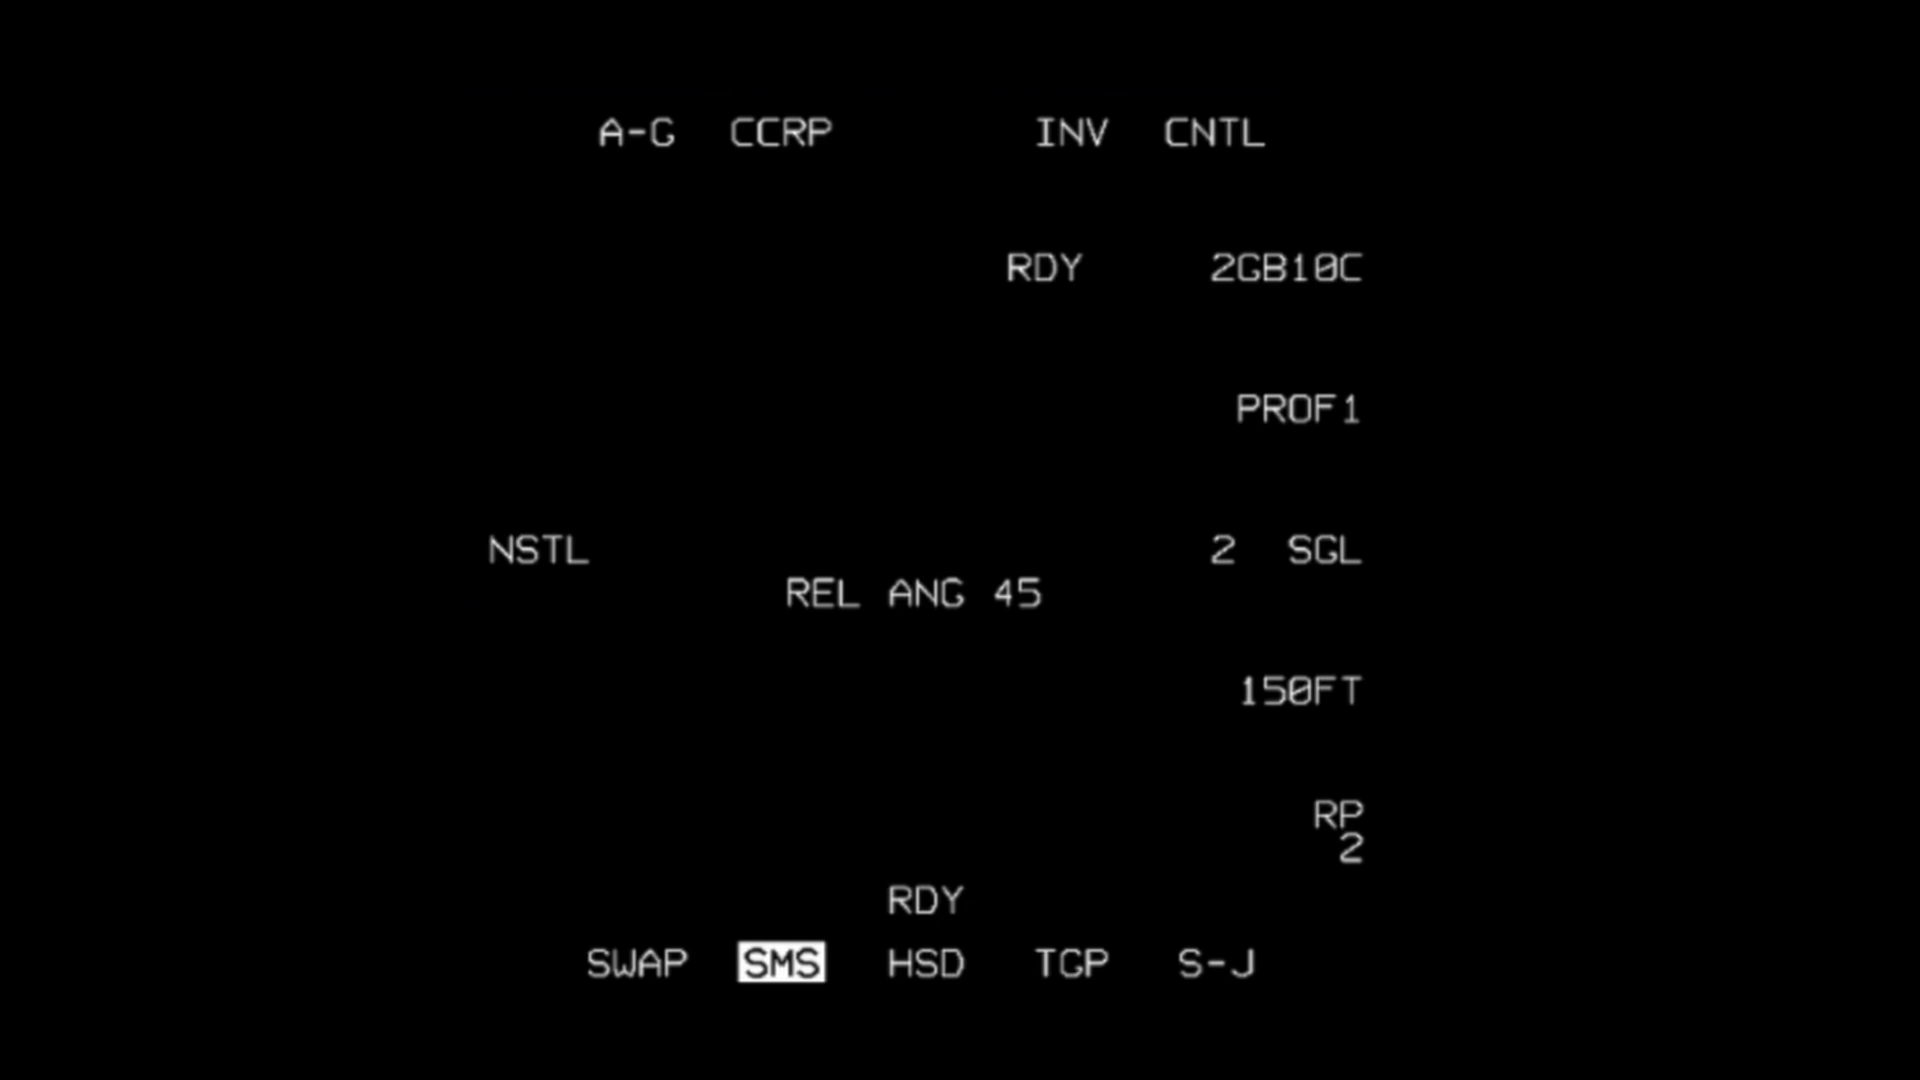 A-G CCRP INV CNTL
RDY 2GB10C
PROF1
NSTL 2 SGL
REL ANG 45
150FT
RP
2
RDY
SWAP SMS HSD TGP S-J